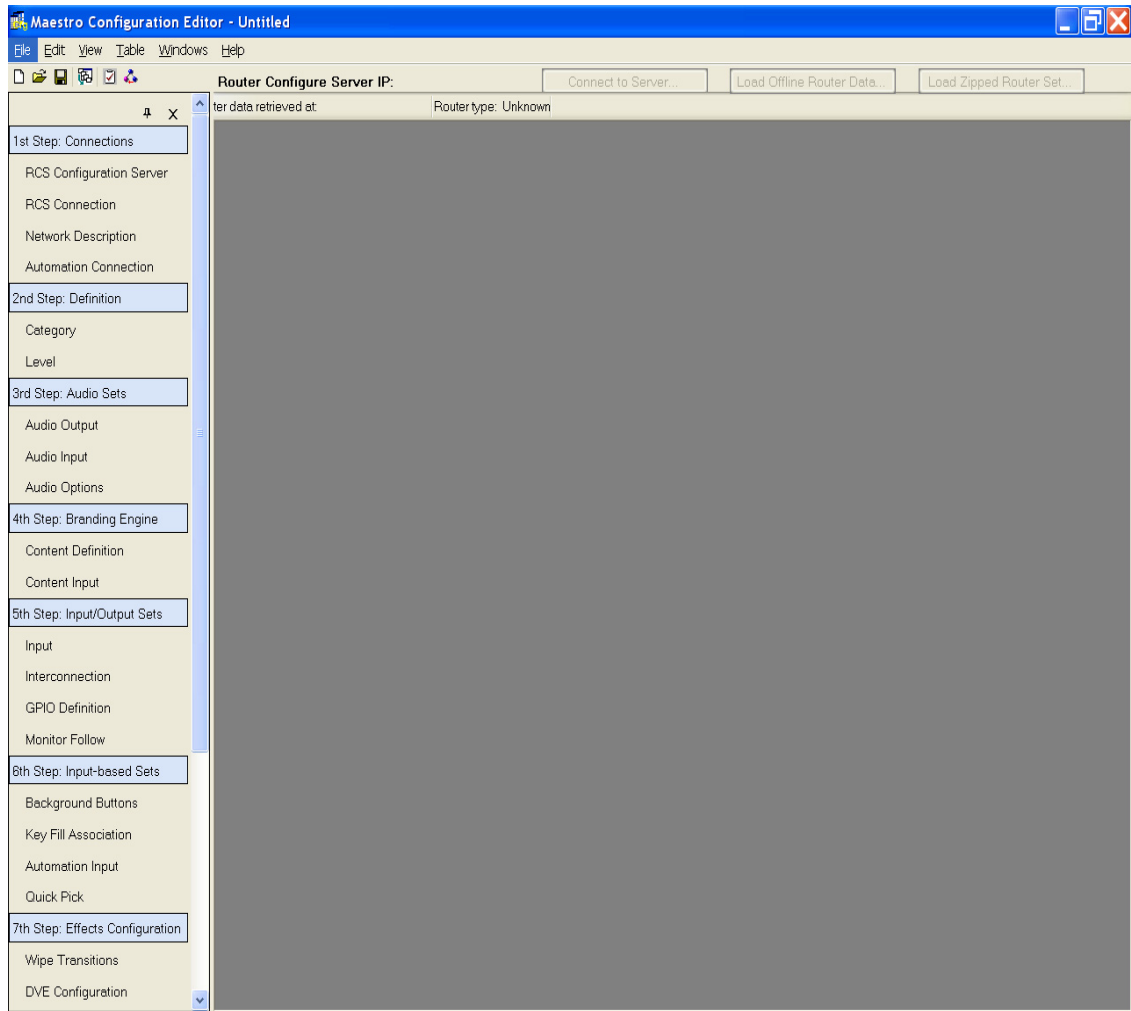 Maestro Configuration Editor - Untitled
File Edit View Table Windows Help
Router Configure Server IP: Connect to Server... Load Offline Router Data... Load Zipped Router Set...
ter data retrieved at: Router type: Unknown
x
1st Step: Connections
RCS Configuration Server
RCS Connection
Network Description
Automation Connection
2nd Step: Definition
Category
Level
3rd Step: Audio Sets
Audio Output
Audio Input
Audio Options
4th Step: Branding Engine
Content Definition
Content Input
5th Step: Input/Output Sets
Input
Interconnection
GPIO Definition
Monitor Follow
6th Step: Input-based Sets
Background Buttons
Key Fill Association
Automation Input
Quick Pick
7th Step: Effects Configuration
Wipe Transitions
DVE Configuration